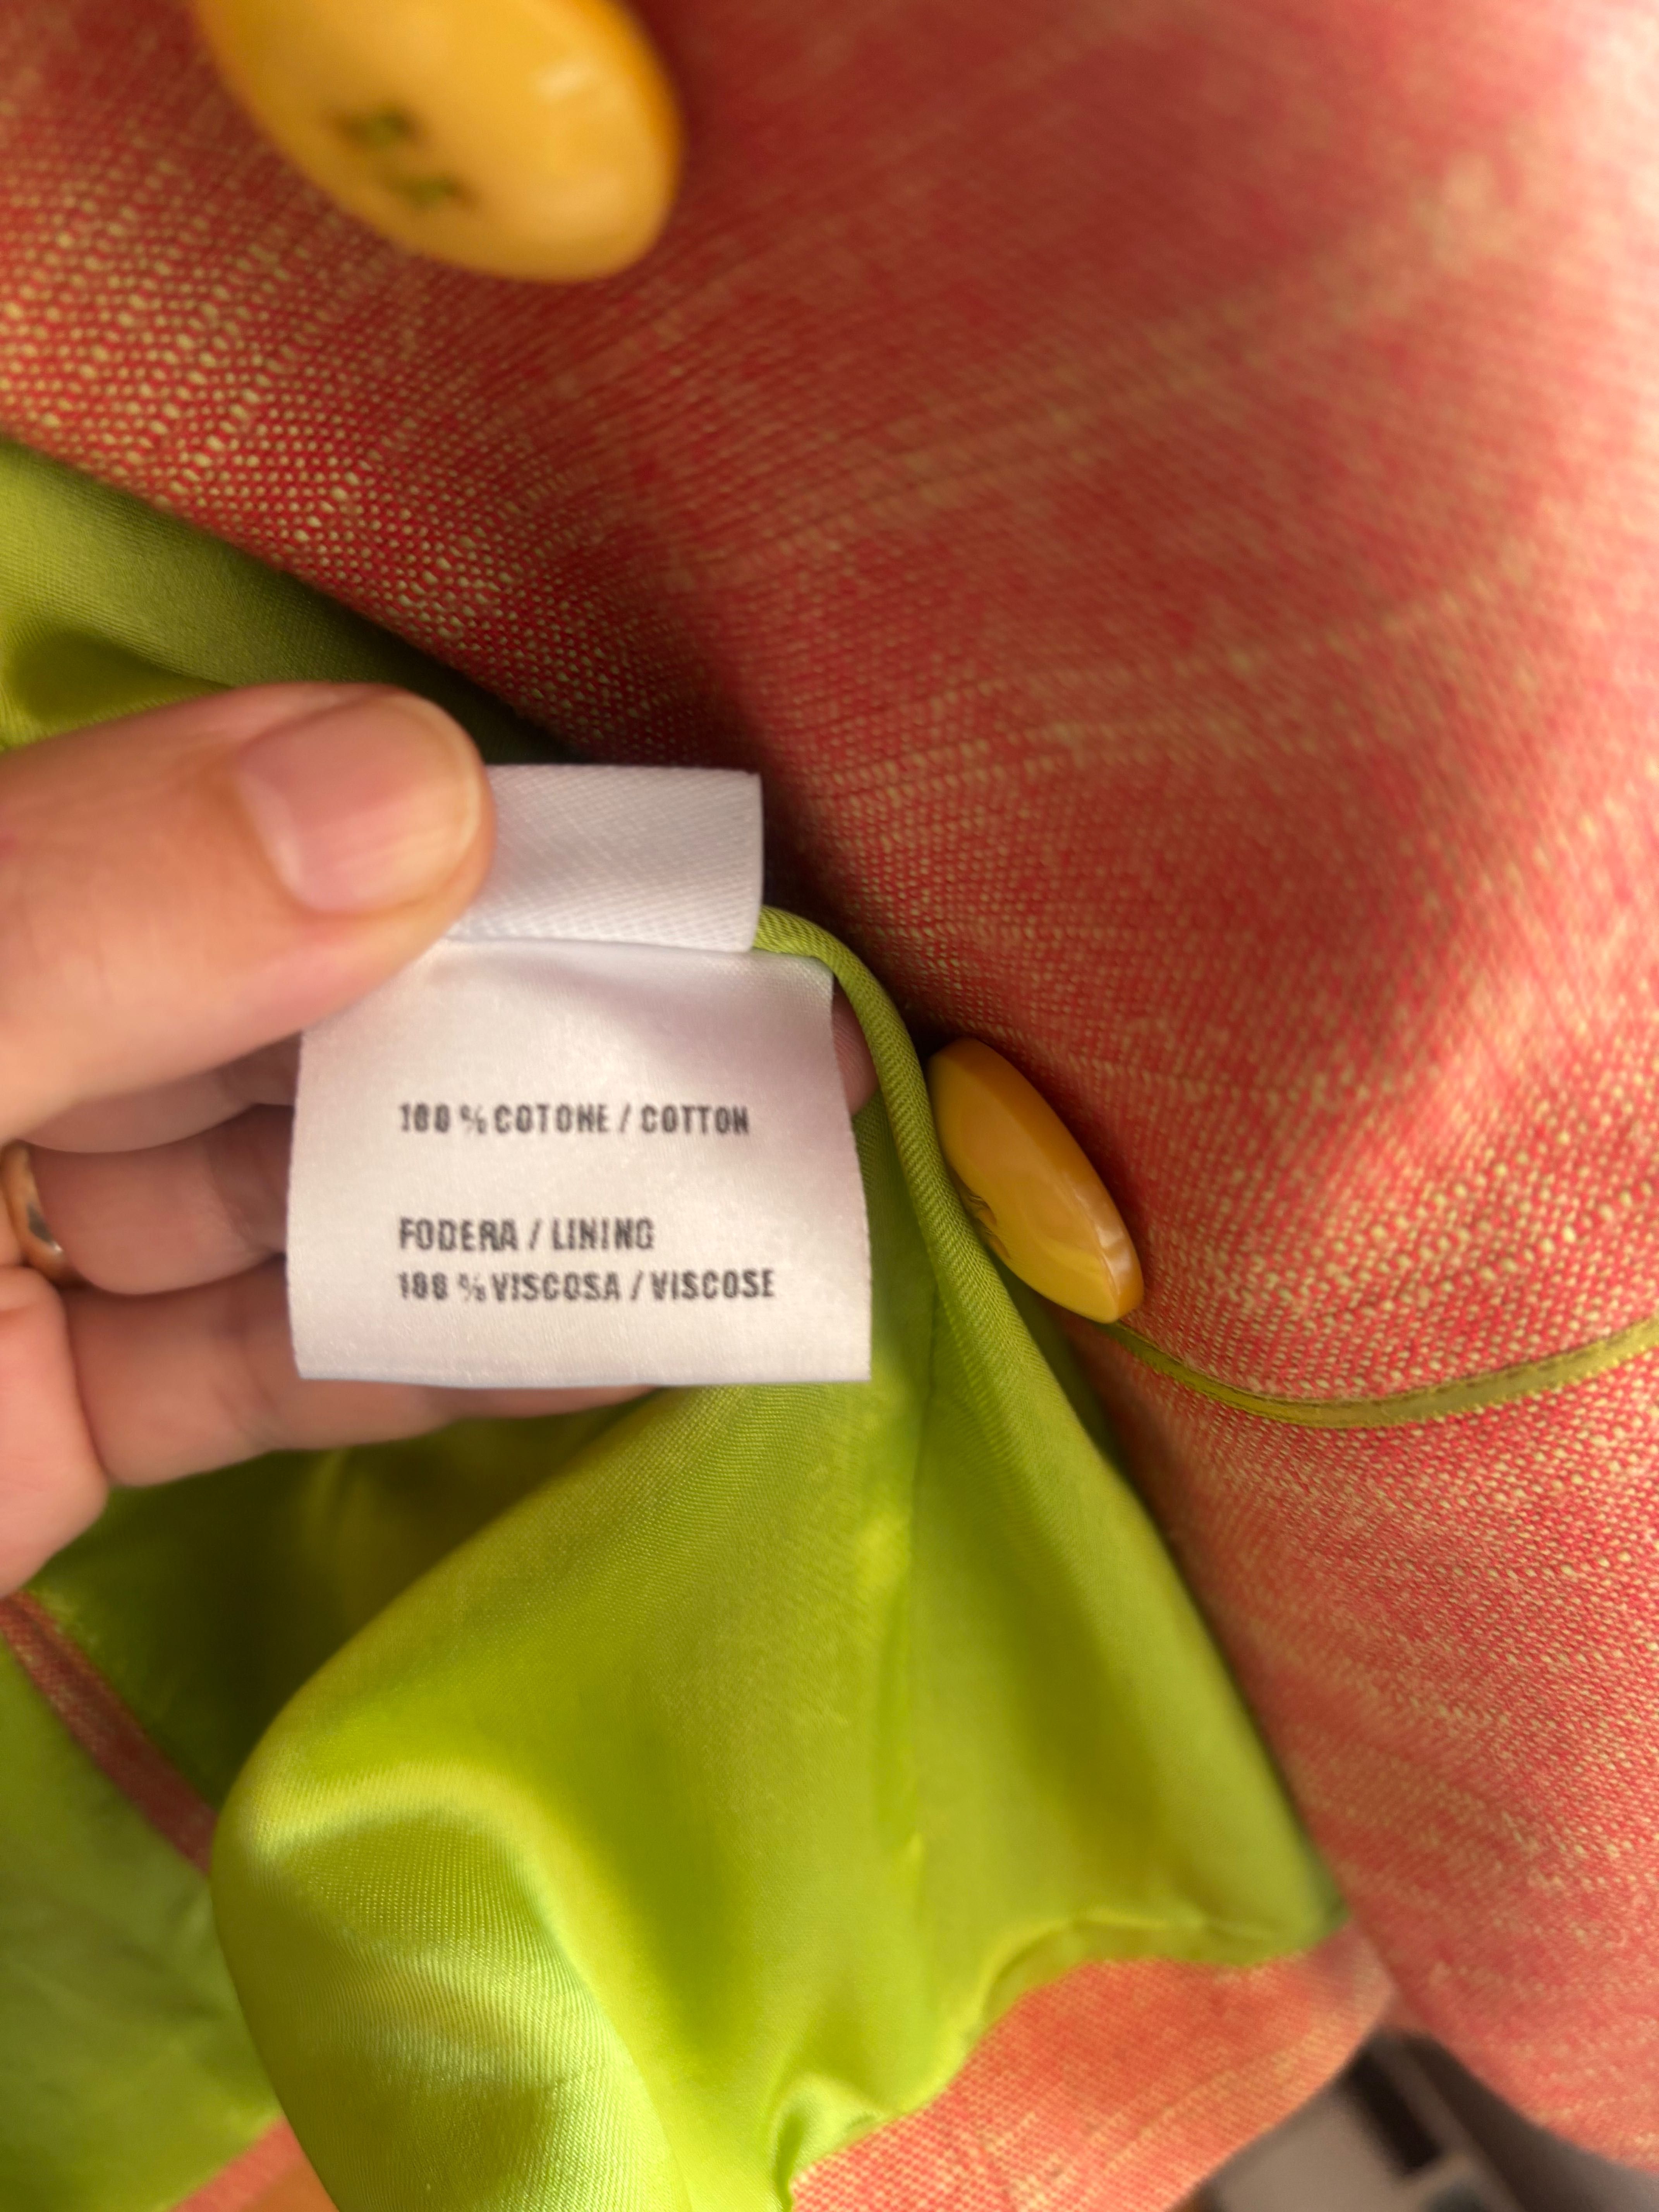 100 % COTONE / COTTON
FODERA / LINING
100 % VISCOSA / VISCOSE